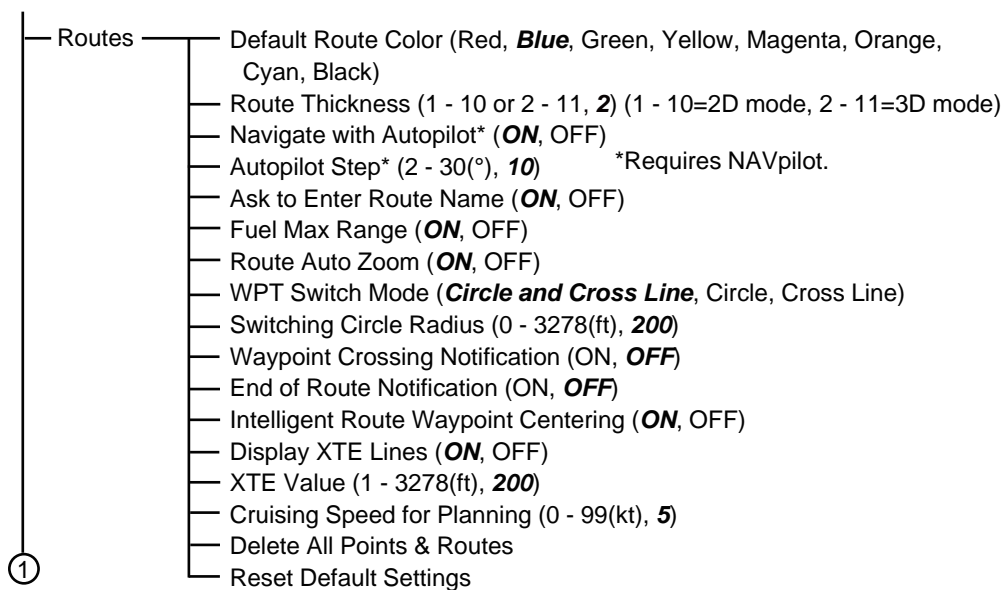 Routes
Default Route Color (Red, Blue, Green, Yellow, Magenta, Orange,
Cyan, Black)
Route Thickness (1 - 10 or 2 - 11, 2) (1 - 10=2D mode, 2 - 11=3D mode)
Navigate with Autopilot* (ON, OFF)
Autopilot Step* (2 - 30(°), 10)
*Requires NAVpilot.
Ask to Enter Route Name (ON, OFF)
Fuel Max Range (ON, OFF)
Route Auto Zoom (ON, OFF)
WPT Switch Mode (Circle and Cross Line, Circle, Cross Line)
Switching Circle Radius (0 - 3278(ft), 200)
Waypoint Crossing Notification (ON, OFF)
End of Route Notification (ON, OFF)
Intelligent Route Waypoint Centering (ON, OFF)
Display XTE Lines (ON, OFF)
XTE Value (1 - 3278(ft), 200)
Cruising Speed for Planning (0 - 99(kt), 5)
Delete All Points & Routes
Reset Default Settings
1